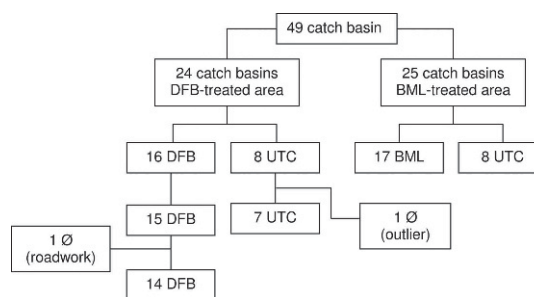 49 catch basin
24 catch basins
DFB-treated area
25 catch basins
BML-treated area
16 DFB
8 UTC
17 BML
8 UTC
15 DFB
7 UTC
1 Ø
(outlier)
1 Ø
(roadwork)
14 DFB